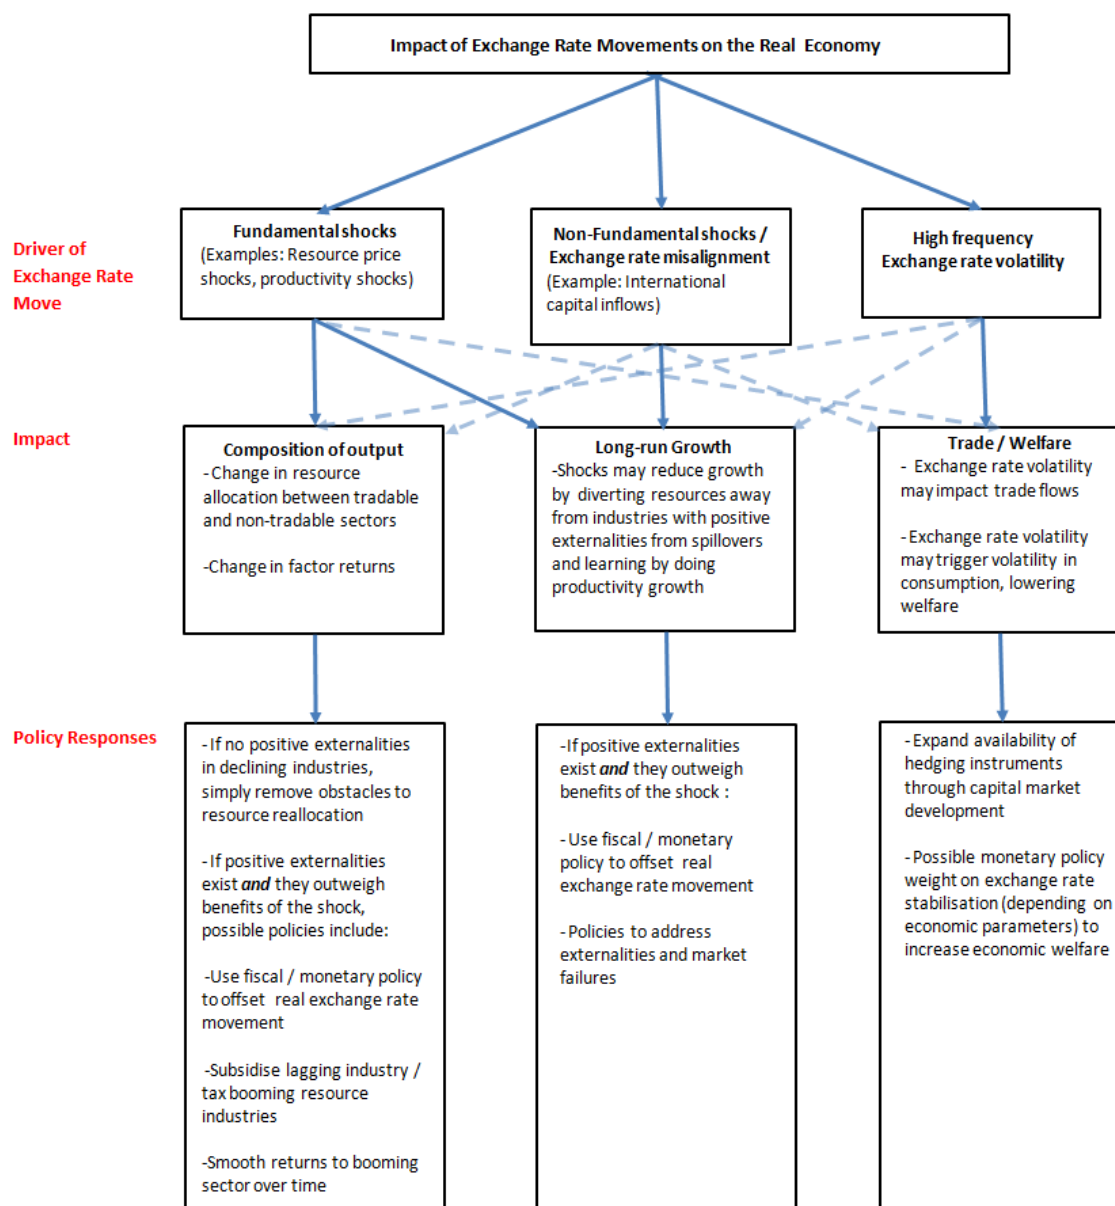 Impact of Exchange Rate Movements on the Real Economy
Driver of
Exchange Rate
Move
Fundamental shocks
(Examples: Resource price
shocks, productivity shocks)
Non-Fundamental shocks /
Exchange rate misalignment
(Example: International
capital inflows)
High frequency
Exchange rate volatility
Impact
Composition of output
-Change in resource
allocation between tradable
and non-tradable sectors
-Change in factor returns
Long-run Growth
-Shocks may reduce growth
by diverting resources away
from industries with positive
externalities from spillovers
and learning by doing
productivity growth
Trade / Welfare
- Exchange rate volatility
may impact trade flows
-Exchange rate volatility
may trigger volatility in
consumption, lowering
welfare
Policy Responses
-If no positive externalities
in declining industries,
simply remove obstacles to
resource reallocation
-If positive externalities
exist and they outweigh
benefits of the shock,
possible policies include:
-Use fiscal / monetary policy
to offset real exchange rate
movement
-Subsidise lagging industry /
tax booming resource
industries
-Smooth returns to booming
sector over time
-If positive externalities
exist and they outweigh
benefits of the shock :
-Use fiscal / monetary
policy to offset real
exchange rate movement
-Policies to address
externalities and market
failures
-Expand availability of
hedging instruments
through capital market
development
-Possible monetary policy
weight on exchange rate
stabilisation (depending on
economic parameters) to
increase economic welfare